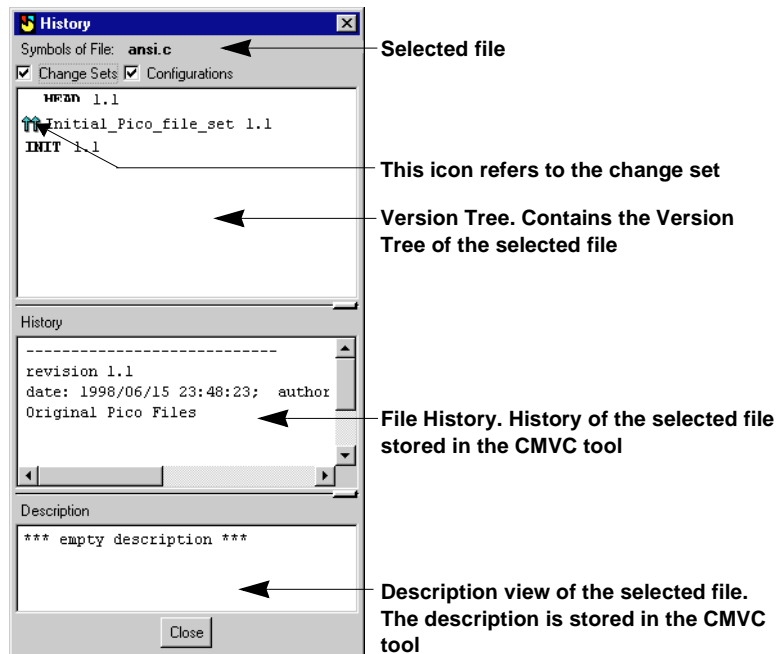 History
Symbols of File: ansi.c
Selected file
Change Sets Configurations
HEAD 1.1
Initial_Pico_file_set 1.1
INIT 1.1
This icon refers to the change set
Version Tree. Contains the Version
Tree of the selected file
History
----------------------------
revision 1.1
date: 1998/06/15 23:48:23; author
Original Pico Files
File History. History of the selected file
stored in the CMVC tool
Description
*** empty description ***
Description view of the selected file.
The description is stored in the CMVC
tool
Close